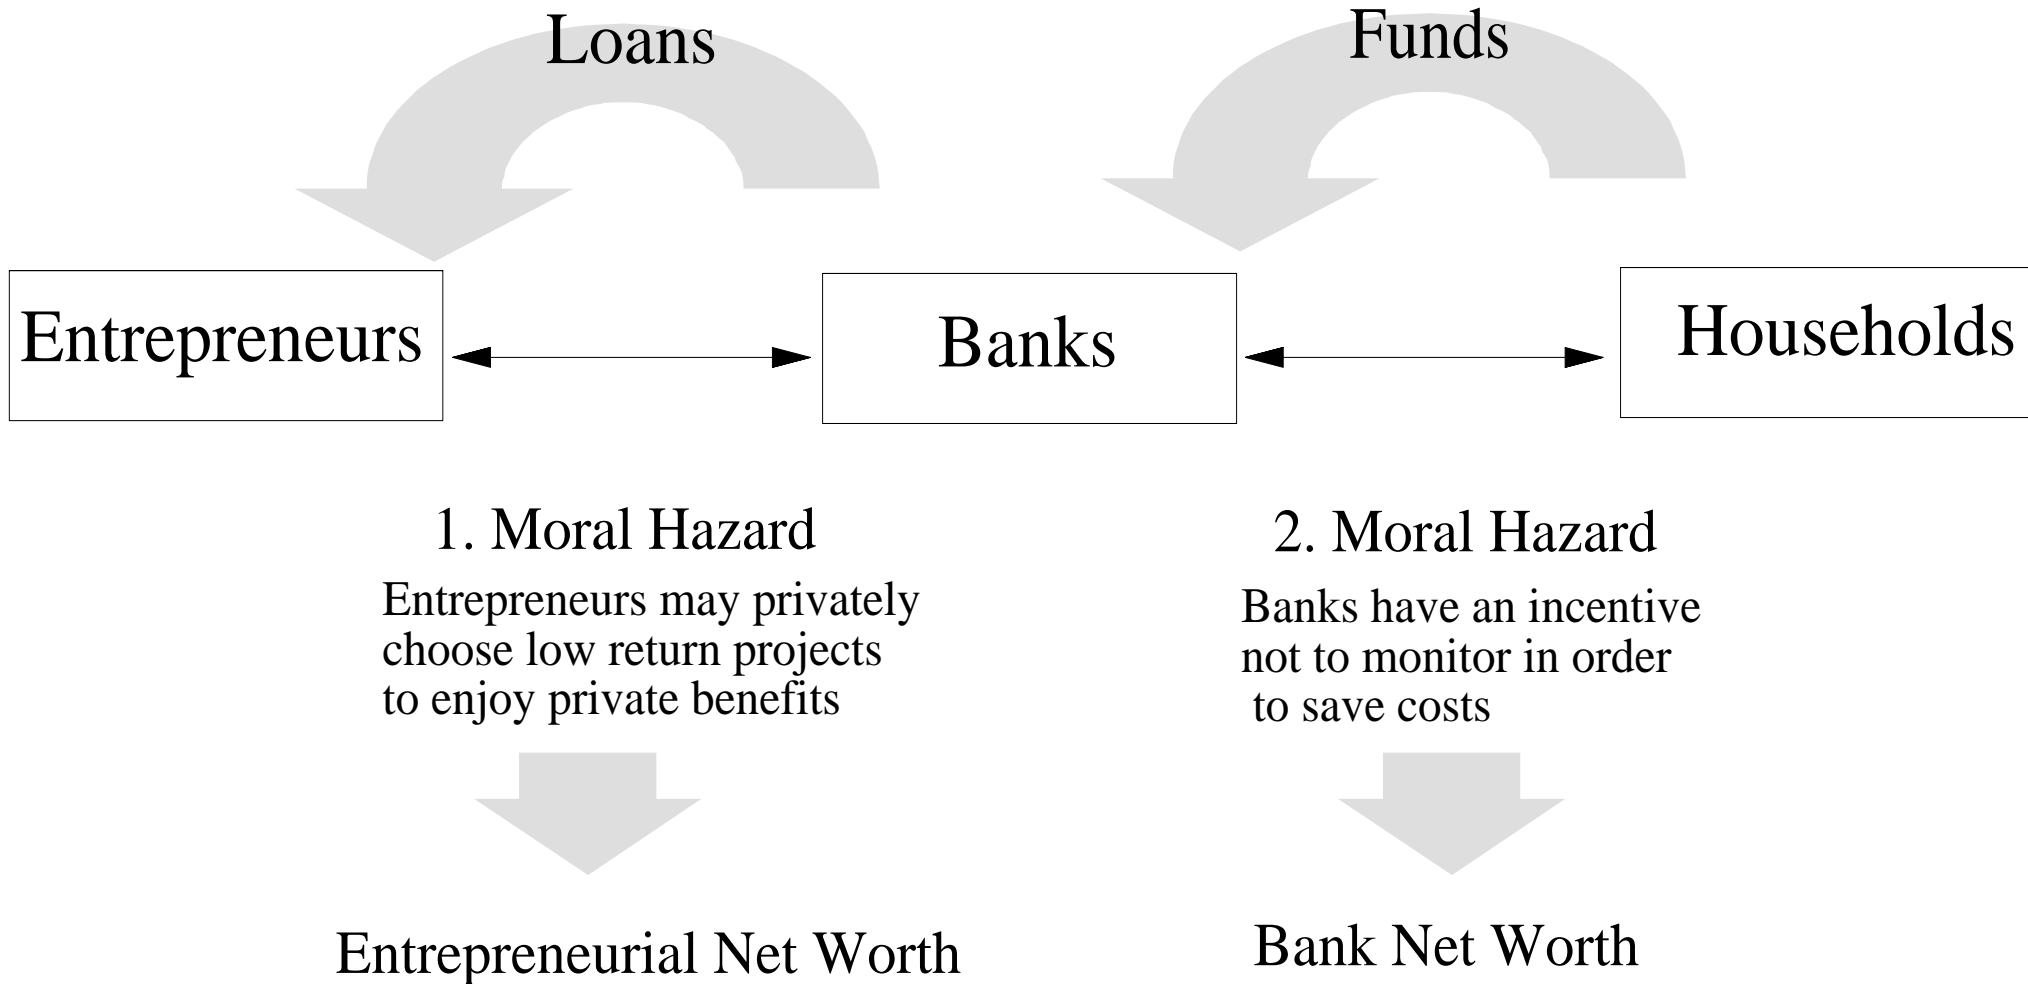 Loans
Funds
Entrepreneurs
Banks
Households
1. Moral Hazard
Entrepreneurs may privately
choose low return projects
to enjoy private benefits
2. Moral Hazard
Banks have an incentive
not to monitor in order
to save costs
Entrepreneurial Net Worth
Bank Net Worth